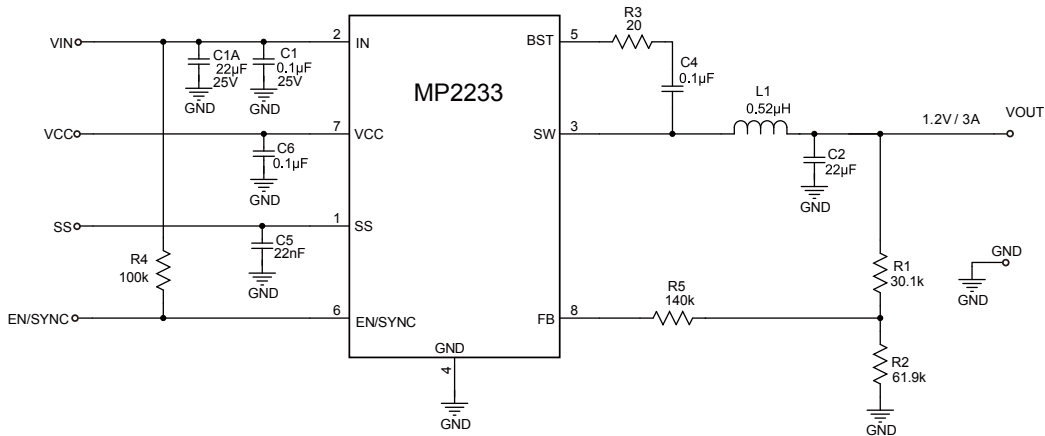 VIN
C1A
22µF
25V
GND
C1
0.1µF
25V
GND
2
IN
MP2233
BST
5
R3
20
C4
0.1µF
VCC
C6
0.1µF
GND
7
VCC
SW
3
L1
0.52µH
1.2V / 3A
VOUT
C2
22µF
GND
SS
C5
22nF
GND
1
SS
R4
100k
EN/SYNC
6
EN/SYNC
GND
4
GND
FB
8
R5
140k
R1
30.1k
GND
GND
R2
61.9k
GND